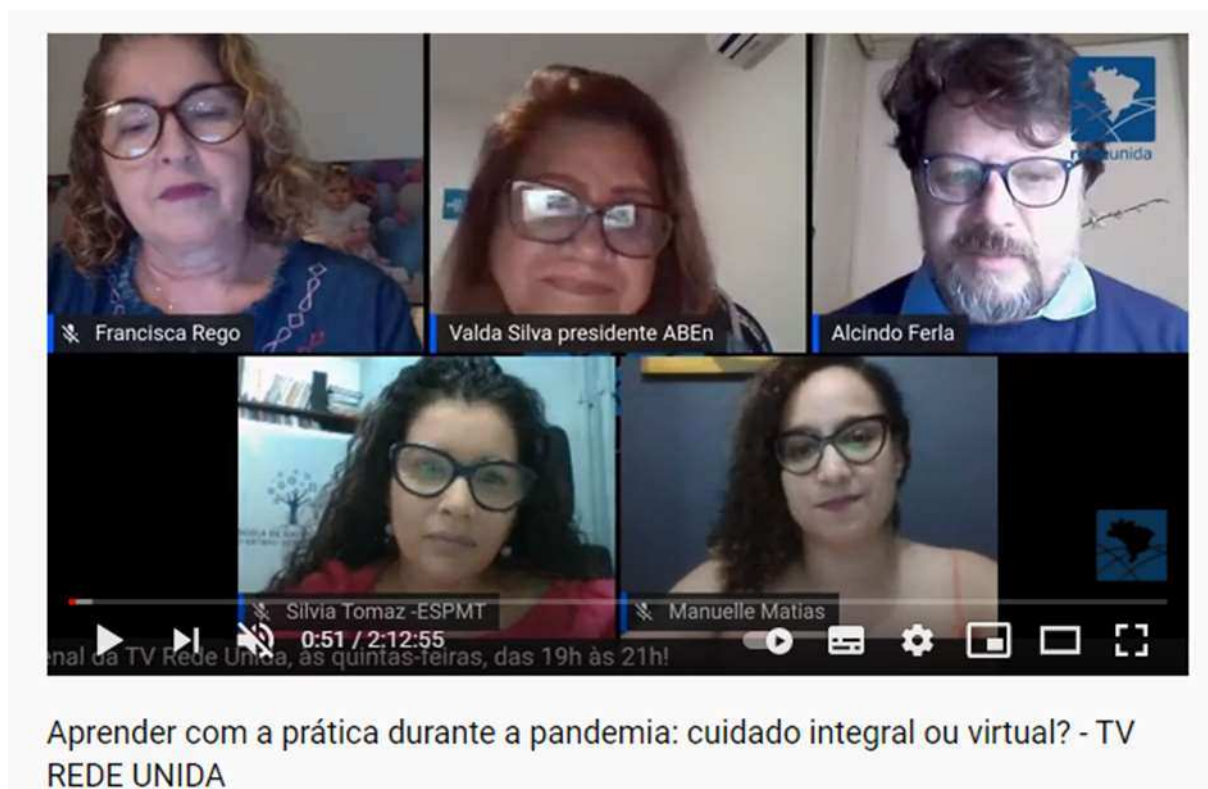 redeunida
Francisca Rego
Valda Silva presidente ABEn
Alcindo Ferla
Silvia Tomaz -ESPMT
Manuelle Matias
0:51 / 2:12:55
enal da TV Rede Unida, às quintas-feiras, das 19h às 21h!
Aprender com a prática durante a pandemia: cuidado integral ou virtual? - TV
REDE UNIDA